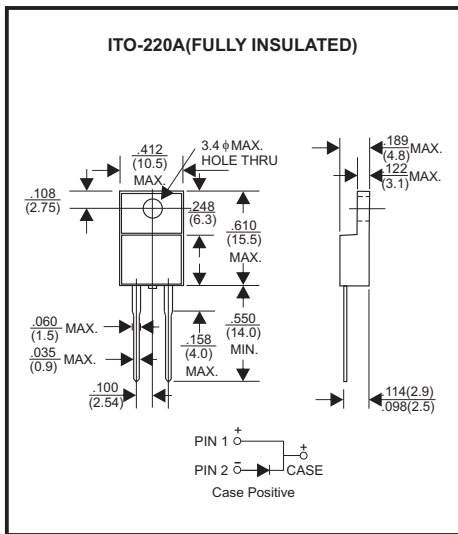 ITO-220A(FULLY INSULATED)
.412
(10.5)
MAX.
3.4 ϕ MAX.
HOLE THRU
.189
(4.8)
MAX.
.122
(3.1)
MAX.
.108
(2.75)
.248
(6.3)
.610
(15.5)
MAX.
.060
(1.5)
MAX.
.035
(0.9)
MAX.
.158
(4.0)
MAX.
.550
(14.0)
MIN.
.100
(2.54)
.114(2.9)
.098(2.5)
PIN 1 +
PIN 2 − + CASE
Case Positive